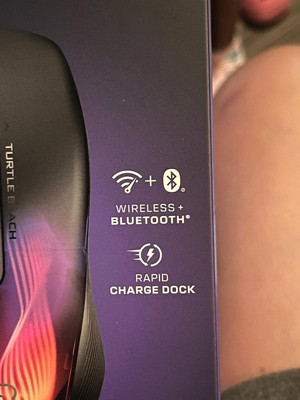 TURTLE BEACH
WIRELESS +
BLUETOOTH®
RAPID
CHARGE DOCK